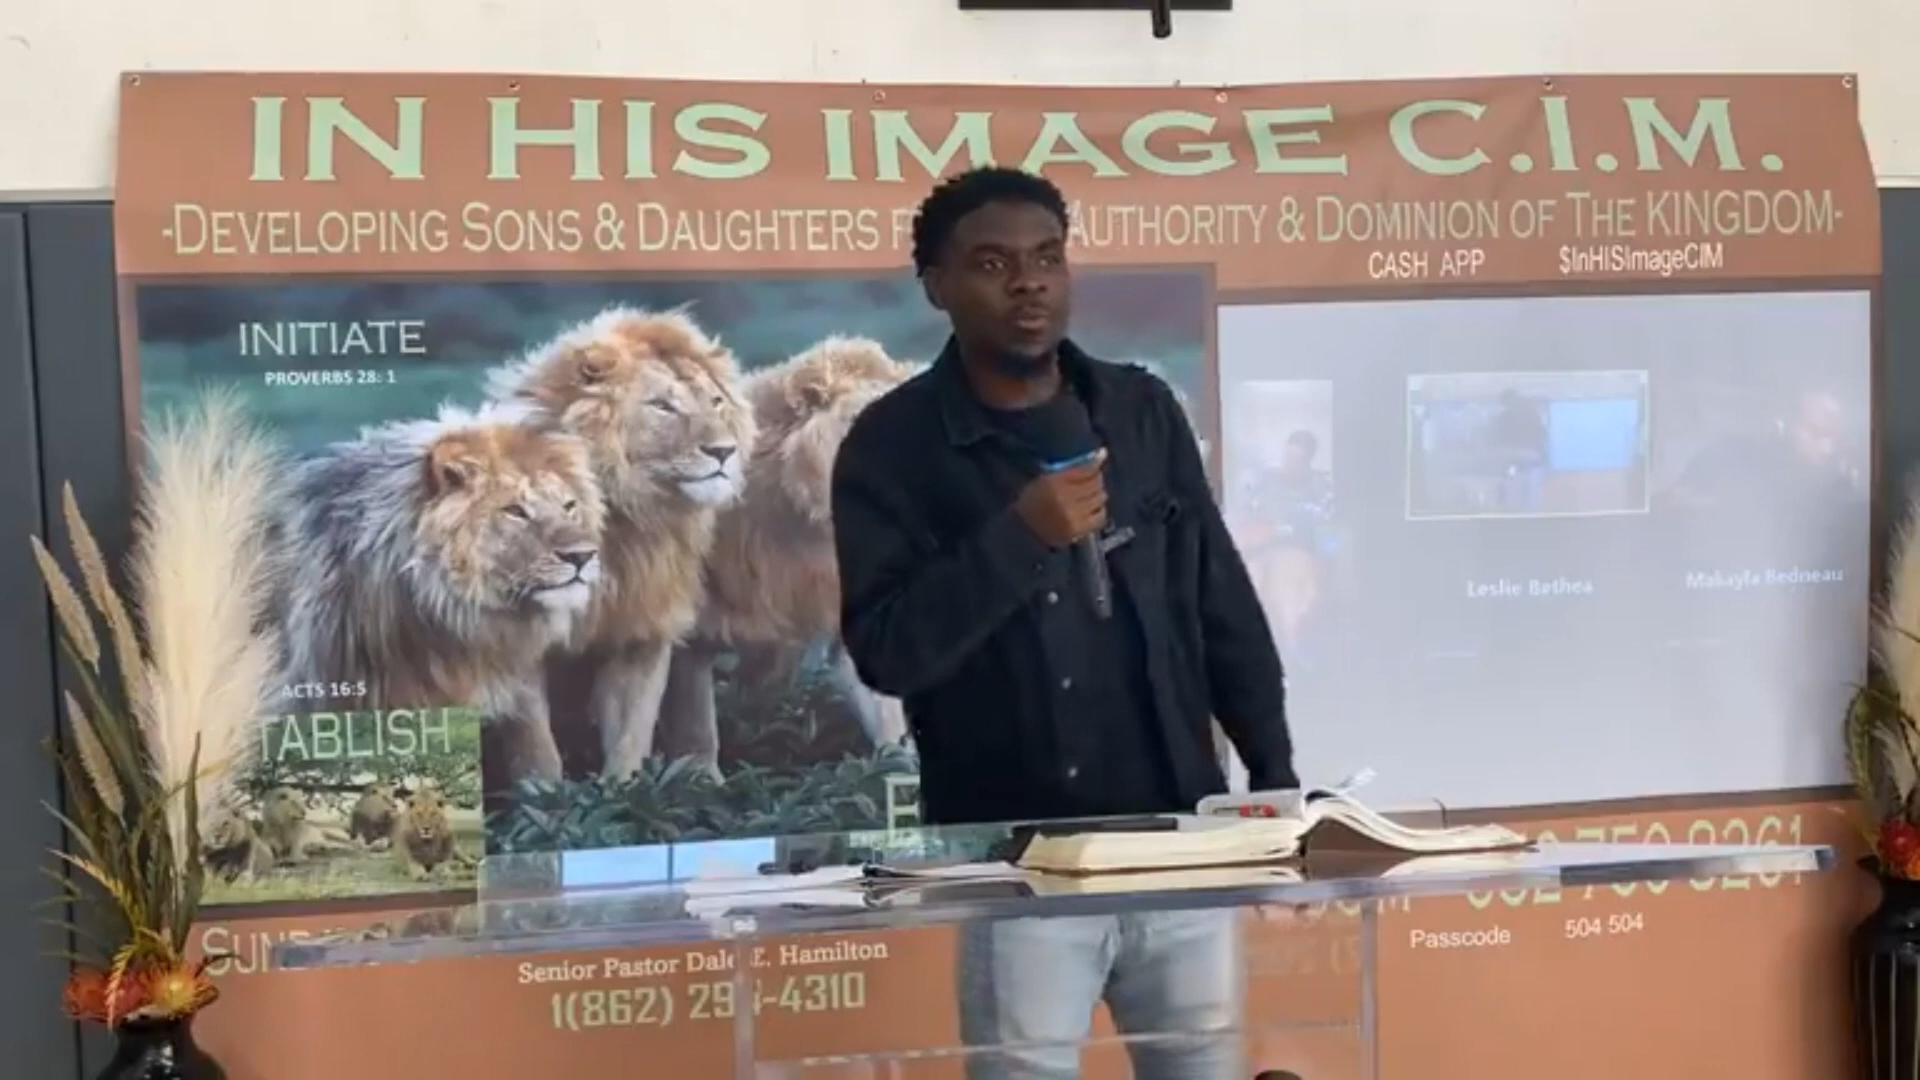 IN HIS IMAGE C.I.M.
-DEVELOPING SONS & DAUGHTERS AUTHORITY & DOMINION OF THE KINGDOM-
CASH APP $InHISImageCIM
INITIATE
PROVERBS 28: 1
Leslie Bethea
Makayla Bedneau
ACTS 16:5
TABLISH
Senior Pastor Dale E. Hamilton
Passcode 504 504